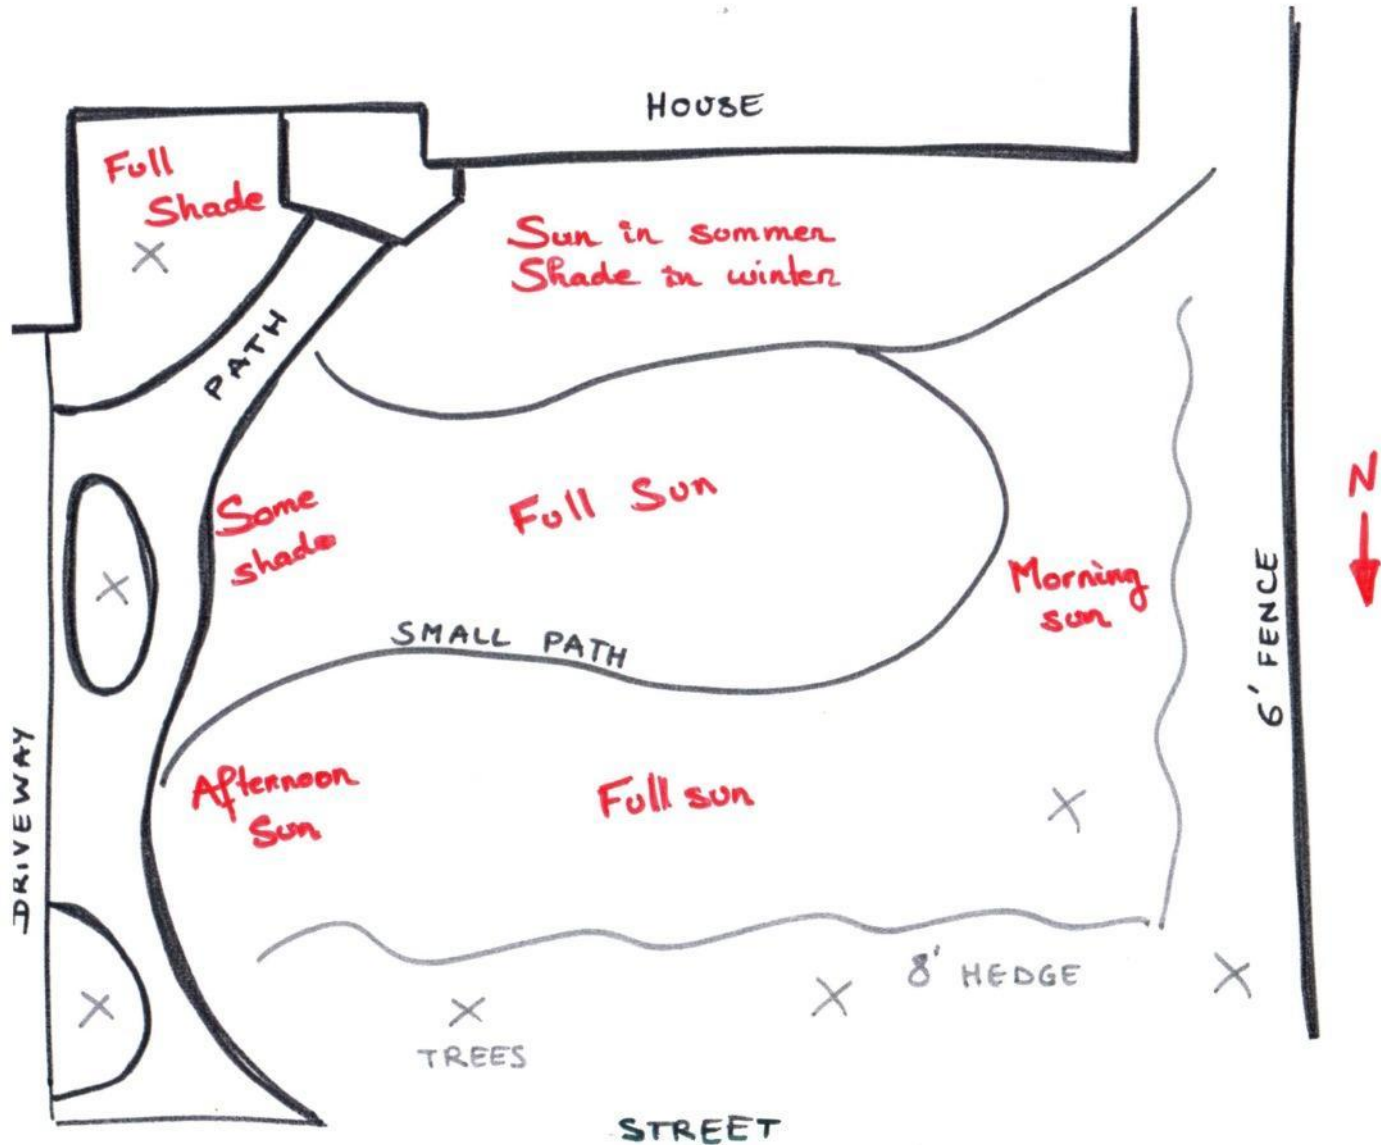 HOUSE
Full
Shade
Sun in summer
Shade in winter
PATH
N
Some
shade
Full Sun
Morning
sun
6' FENCE
SMALL PATH
DRIVEWAY
Afternoon
Sun
Full sun
8' HEDGE
TREES
STREET